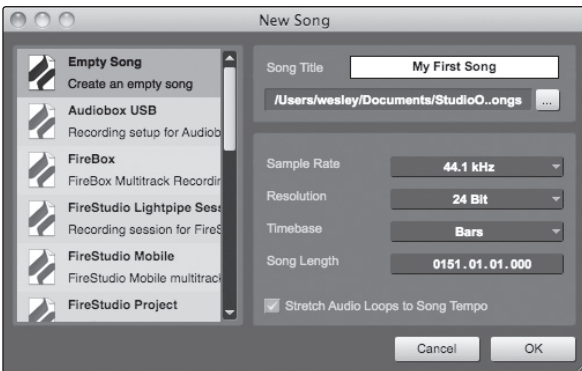 New Song
Empty Song
Create an empty song
Audiobox USB
Recording setup for Audiob
FireBox
FireBox Multitrack Recordir
FireStudio Lightpipe Sess
Recording session for FireS
FireStudio Mobile
FireStudio Mobile multitrack
FireStudio Project
Song Title
My First Song
/Users/wesley/Documents/StudioO..ongs
...
Sample Rate
44.1 kHz
Resolution
24 Bit
Timebase
Bars
Song Length
0151.01.01.000
Stretch Audio Loops to Song Tempo
Cancel
OK